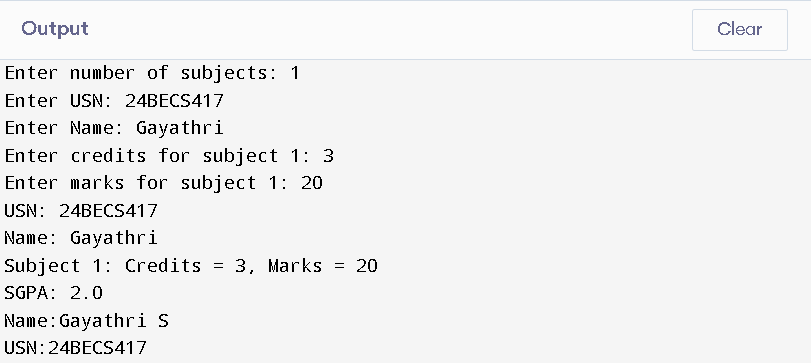 Output
Clear
Enter number of subjects: 1
Enter USN: 24BECS417
Enter Name: Gayathri
Enter credits for subject 1: 3
Enter marks for subject 1: 20
USN: 24BECS417
Name: Gayathri
Subject 1: Credits = 3, Marks = 20
SGPA: 2.0
Name:Gayathri S
USN:24BECS417